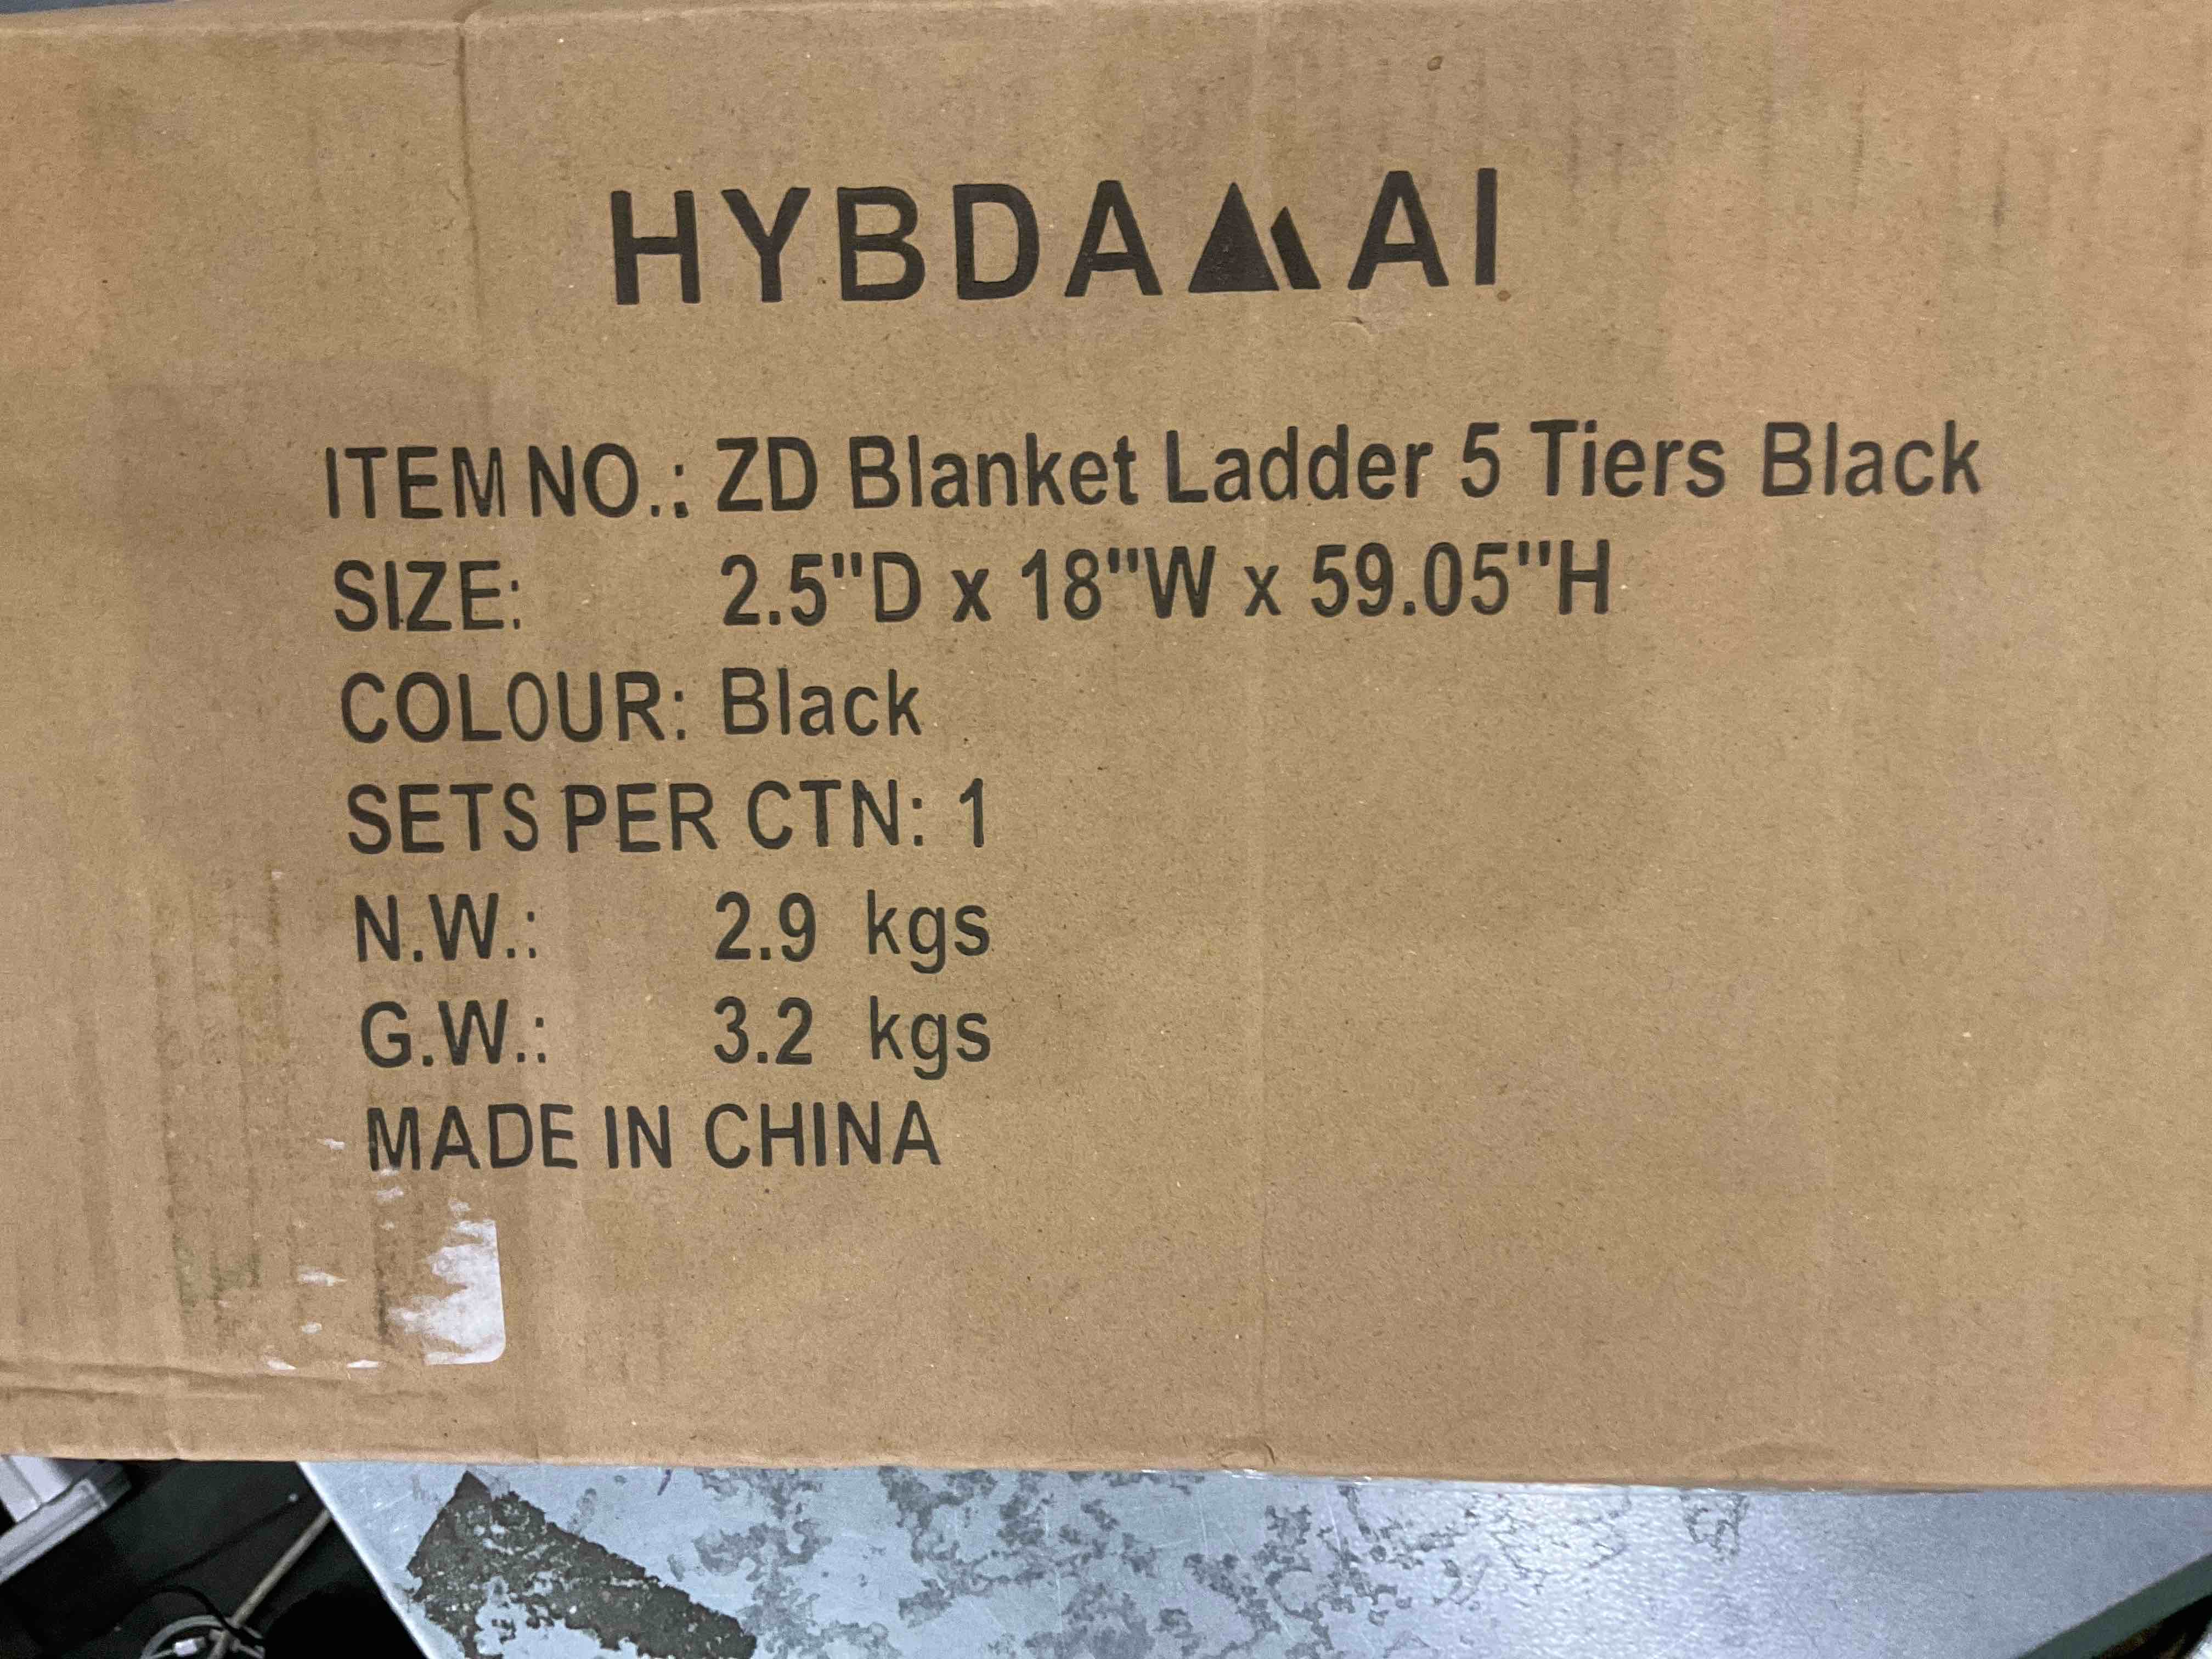 HYBDAMAI
ITEM NO.: ZD Blanket Ladder 5 Tiers Black
SIZE: 2.5"D x 18"W x 59.05"H
COLOUR: Black
SETS PER CTN: 1
N.W.: 2.9 kgs
G.W.: 3.2 kgs
MADE IN CHINA